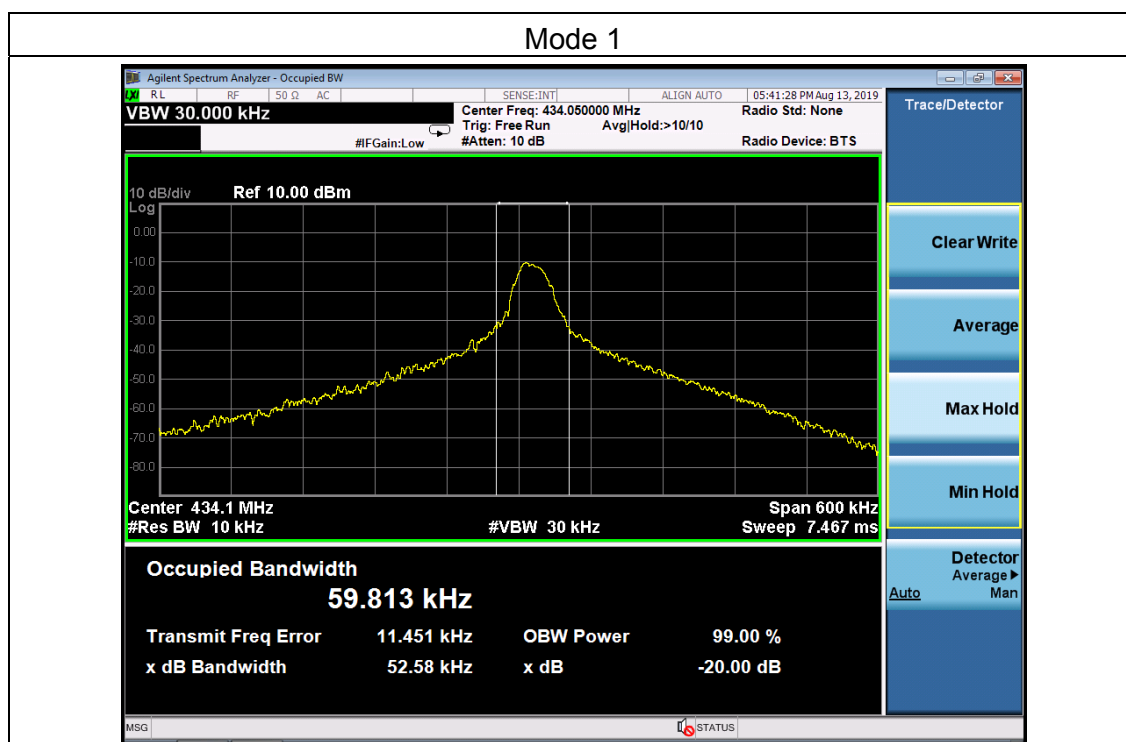 Mode 1
Agilent Spectrum Analyzer - Occupied BW
LXI RL RF 50 Ω AC SENSE:INT ALIGN AUTO 05:41:28 PM Aug 13, 2019
VBW 30.000 kHz
Center Freq: 434.050000 MHz Radio Std: None
Trig: Free Run Avg|Hold:>10/10
#IFGain:Low #Atten: 10 dB Radio Device: BTS
10 dB/div Ref 10.00 dBm
Log
0.00
-10.0
-20.0
-30.0
-40.0
-50.0
-60.0
-70.0
-80.0
Center 434.1 MHz Span 600 kHz
#Res BW 10 kHz #VBW 30 kHz Sweep 7.467 ms
Occupied Bandwidth
59.813 kHz
Transmit Freq Error 11.451 kHz OBW Power 99.00 %
x dB Bandwidth 52.58 kHz x dB -20.00 dB
MSG STATUS
Trace/Detector
Clear Write
Average
Max Hold
Min Hold
Detector
Average▶
Auto Man